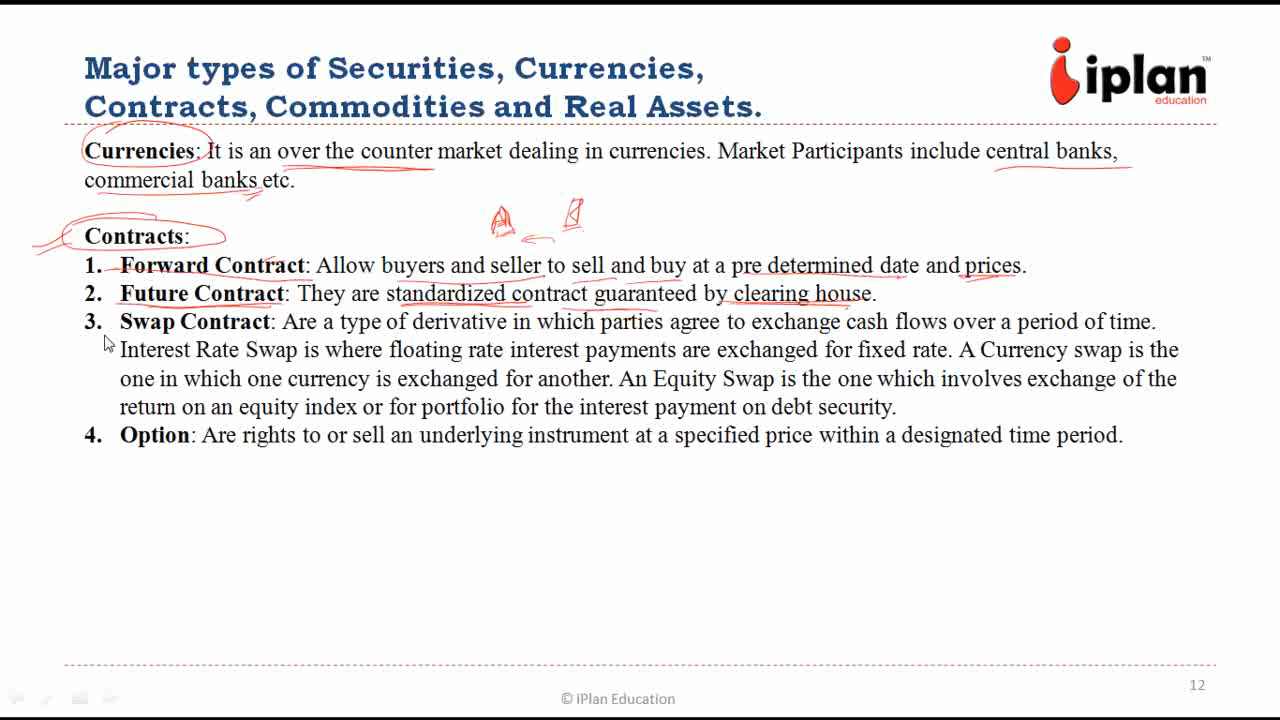 Major types of Securities, Currencies,
Contracts, Commodities and Real Assets.
iplan™
education
Currencies: It is an over the counter market dealing in currencies. Market Participants include central banks,
commercial banks etc.
A B
Contracts:
1. Forward Contract: Allow buyers and seller to sell and buy at a pre determined date and prices.
2. Future Contract: They are standardized contract guaranteed by clearing house.
3. Swap Contract: Are a type of derivative in which parties agree to exchange cash flows over a period of time.
Interest Rate Swap is where floating rate interest payments are exchanged for fixed rate. A Currency swap is the
one in which one currency is exchanged for another. An Equity Swap is the one which involves exchange of the
return on an equity index or for portfolio for the interest payment on debt security.
4. Option: Are rights to or sell an underlying instrument at a specified price within a designated time period.
12
© iPlan Education